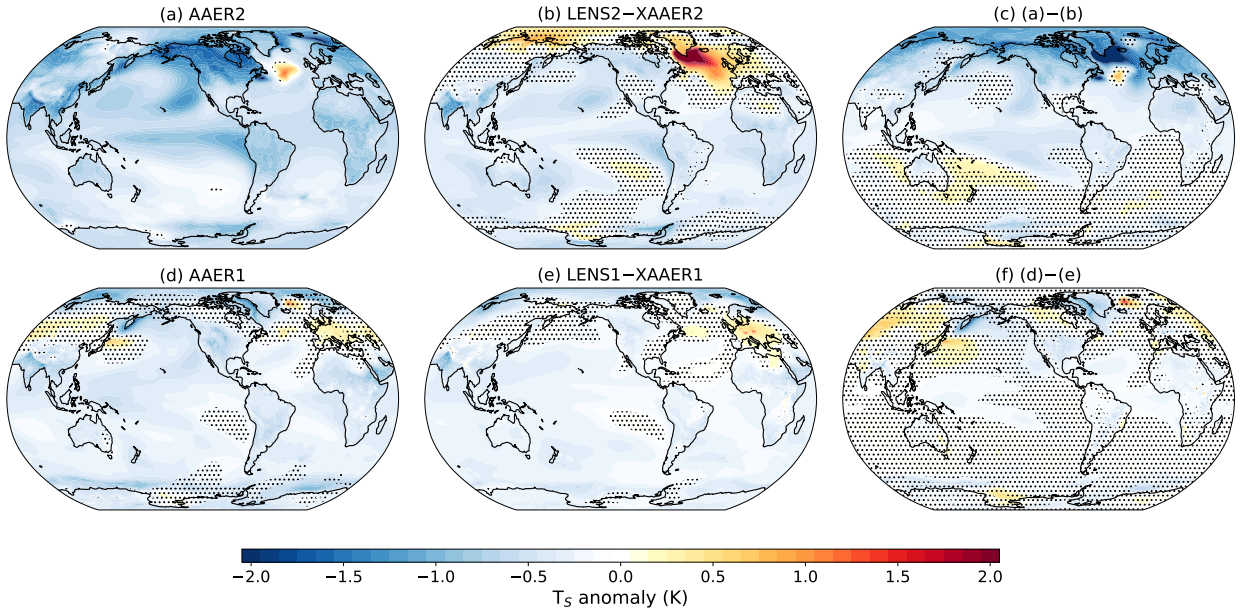 (a) AAER2
(b) LENS2−XAAER2
(c) (a)−(b)
(d) AAER1
(e) LENS1−XAAER1
(f) (d)−(e)
−2.0 −1.5 −1.0 −0.5 0.0 0.5 1.0 1.5 2.0
T_S anomaly (K)